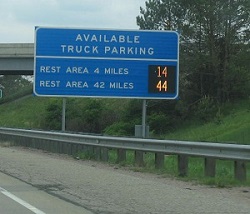 AVAILABLE
TRUCK PARKING
REST AREA 4 MILES 14
REST AREA 42 MILES 44